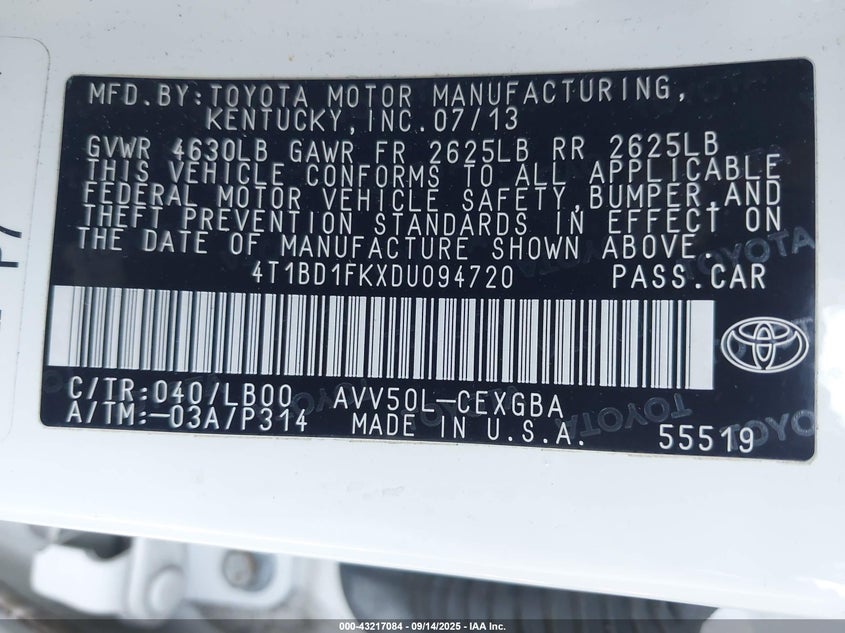 MFD.BY:TOYOTA MOTOR MANUFACTURING,
KENTUCKY,INC.07/13
GVWR 4630LB GAWR FR 2625LB RR 2625LB
THIS VEHICLE CONFORMS TO ALL APPLICABLE
FEDERAL MOTOR VEHICLE SAFETY,BUMPER,AND
THEFT PREVENTION STANDARDS IN EFFECT ON
THE DATE OF MANUFACTURE SHOWN ABOVE.
4T1BD1FKXDU094720 PASS.CAR
C/TR:040/LB00 AVV50L-CEXGBA
A/TM:-03A/P314 MADE IN U.S.A. 55519
000-43217084 - 09/14/2025 - IAA Inc.